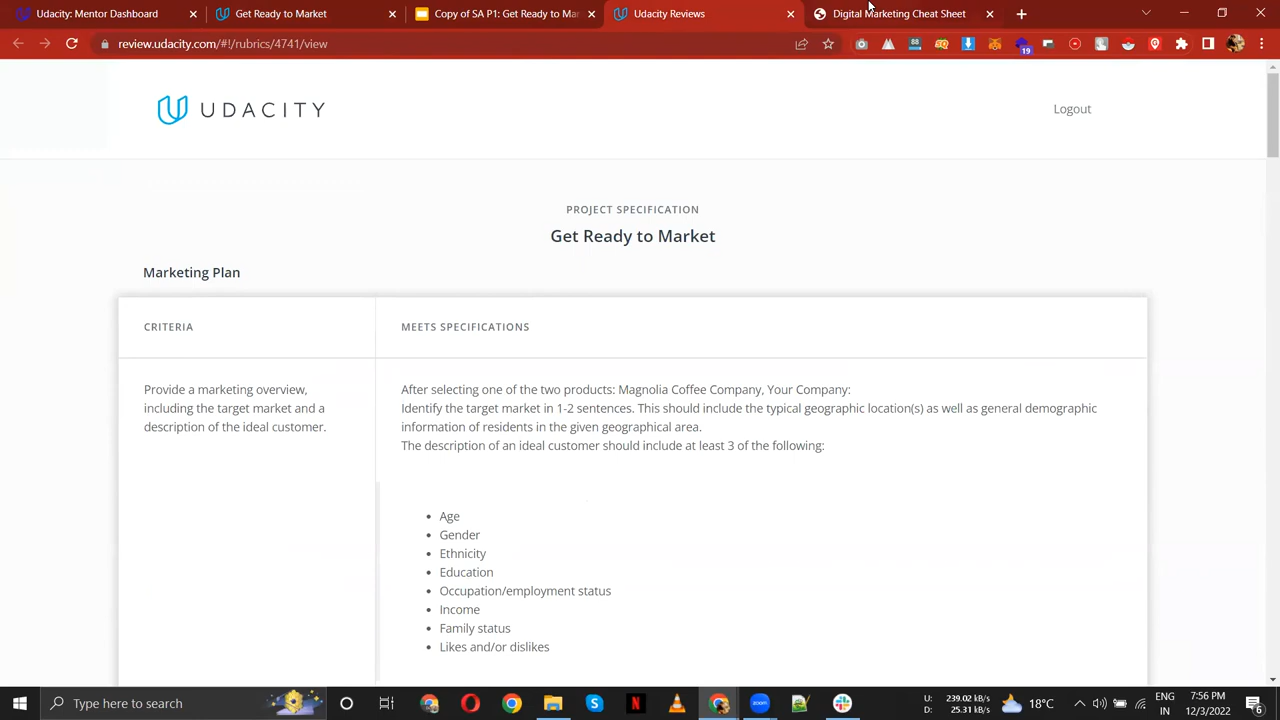 Udacity: Mentor Dashboard
Get Ready to Market
Copy of SA P1: Get Ready to Mar
Udacity Reviews
Digital Marketing Cheat Sheet
review.udacity.com/#!/rubrics/4741/view
88
19
UDACITY
Logout
PROJECT SPECIFICATION
Get Ready to Market
Marketing Plan
CRITERIA
MEETS SPECIFICATIONS
Provide a marketing overview,
including the target market and a
description of the ideal customer.
After selecting one of the two products: Magnolia Coffee Company, Your Company:
Identify the target market in 1-2 sentences. This should include the typical geographic location(s) as well as general demographic
information of residents in the given geographical area.
The description of an ideal customer should include at least 3 of the following:
• Age
• Gender
• Ethnicity
• Education
• Occupation/employment status
• Income
• Family status
• Likes and/or dislikes
Type here to search
zoom
U: 239.02 kB/s
D: 25.31 kB/s
18°C
ENG
IN
7:56 PM
12/3/2022
6